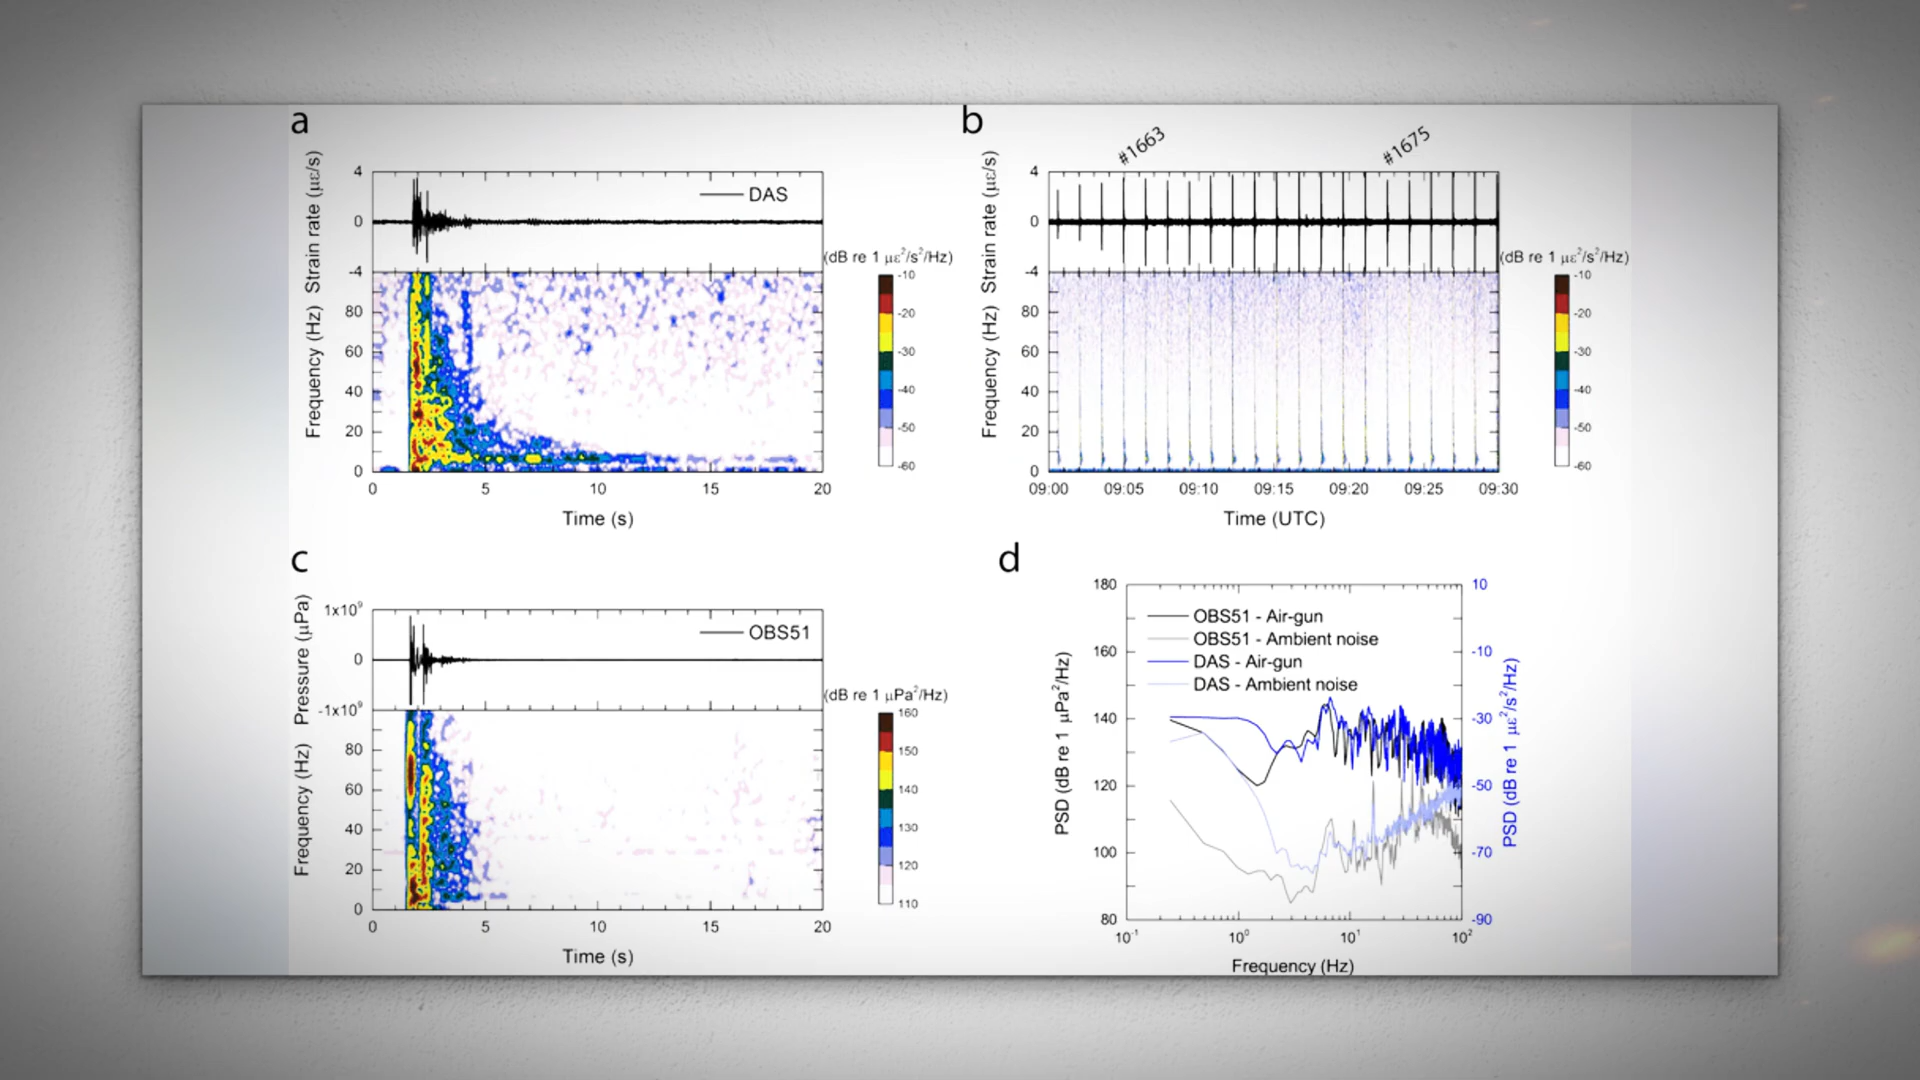 a
Strain rate (με/s)
4
0
-4
DAS
Frequency (Hz)
80
60
40
20
0
0 5 10 15 20
Time (s)
(dB re 1 με²/s²/Hz)
-10
-20
-30
-40
-50
-60
b
#1663 #1675
Strain rate (με/s)
4
0
-4
Frequency (Hz)
80
60
40
20
0
09:00 09:05 09:10 09:15 09:20 09:25 09:30
Time (UTC)
(dB re 1 με²/s²/Hz)
-10
-20
-30
-40
-50
-60
c
Pressure (μPa)
1x10⁹
0
-1x10⁹
OBS51
Frequency (Hz)
80
60
40
20
0
0 5 10 15 20
Time (s)
(dB re 1 μPa²/Hz)
160
150
140
130
120
110
d
PSD (dB re 1 μPa²/Hz)
180
160
140
120
100
80
OBS51 - Air-gun
OBS51 - Ambient noise
DAS - Air-gun
DAS - Ambient noise
10
-10
-30
-50
-70
-90
PSD (dB re 1 με²/s²/Hz)
10⁻¹ 10⁰ 10¹ 10²
Frequency (Hz)